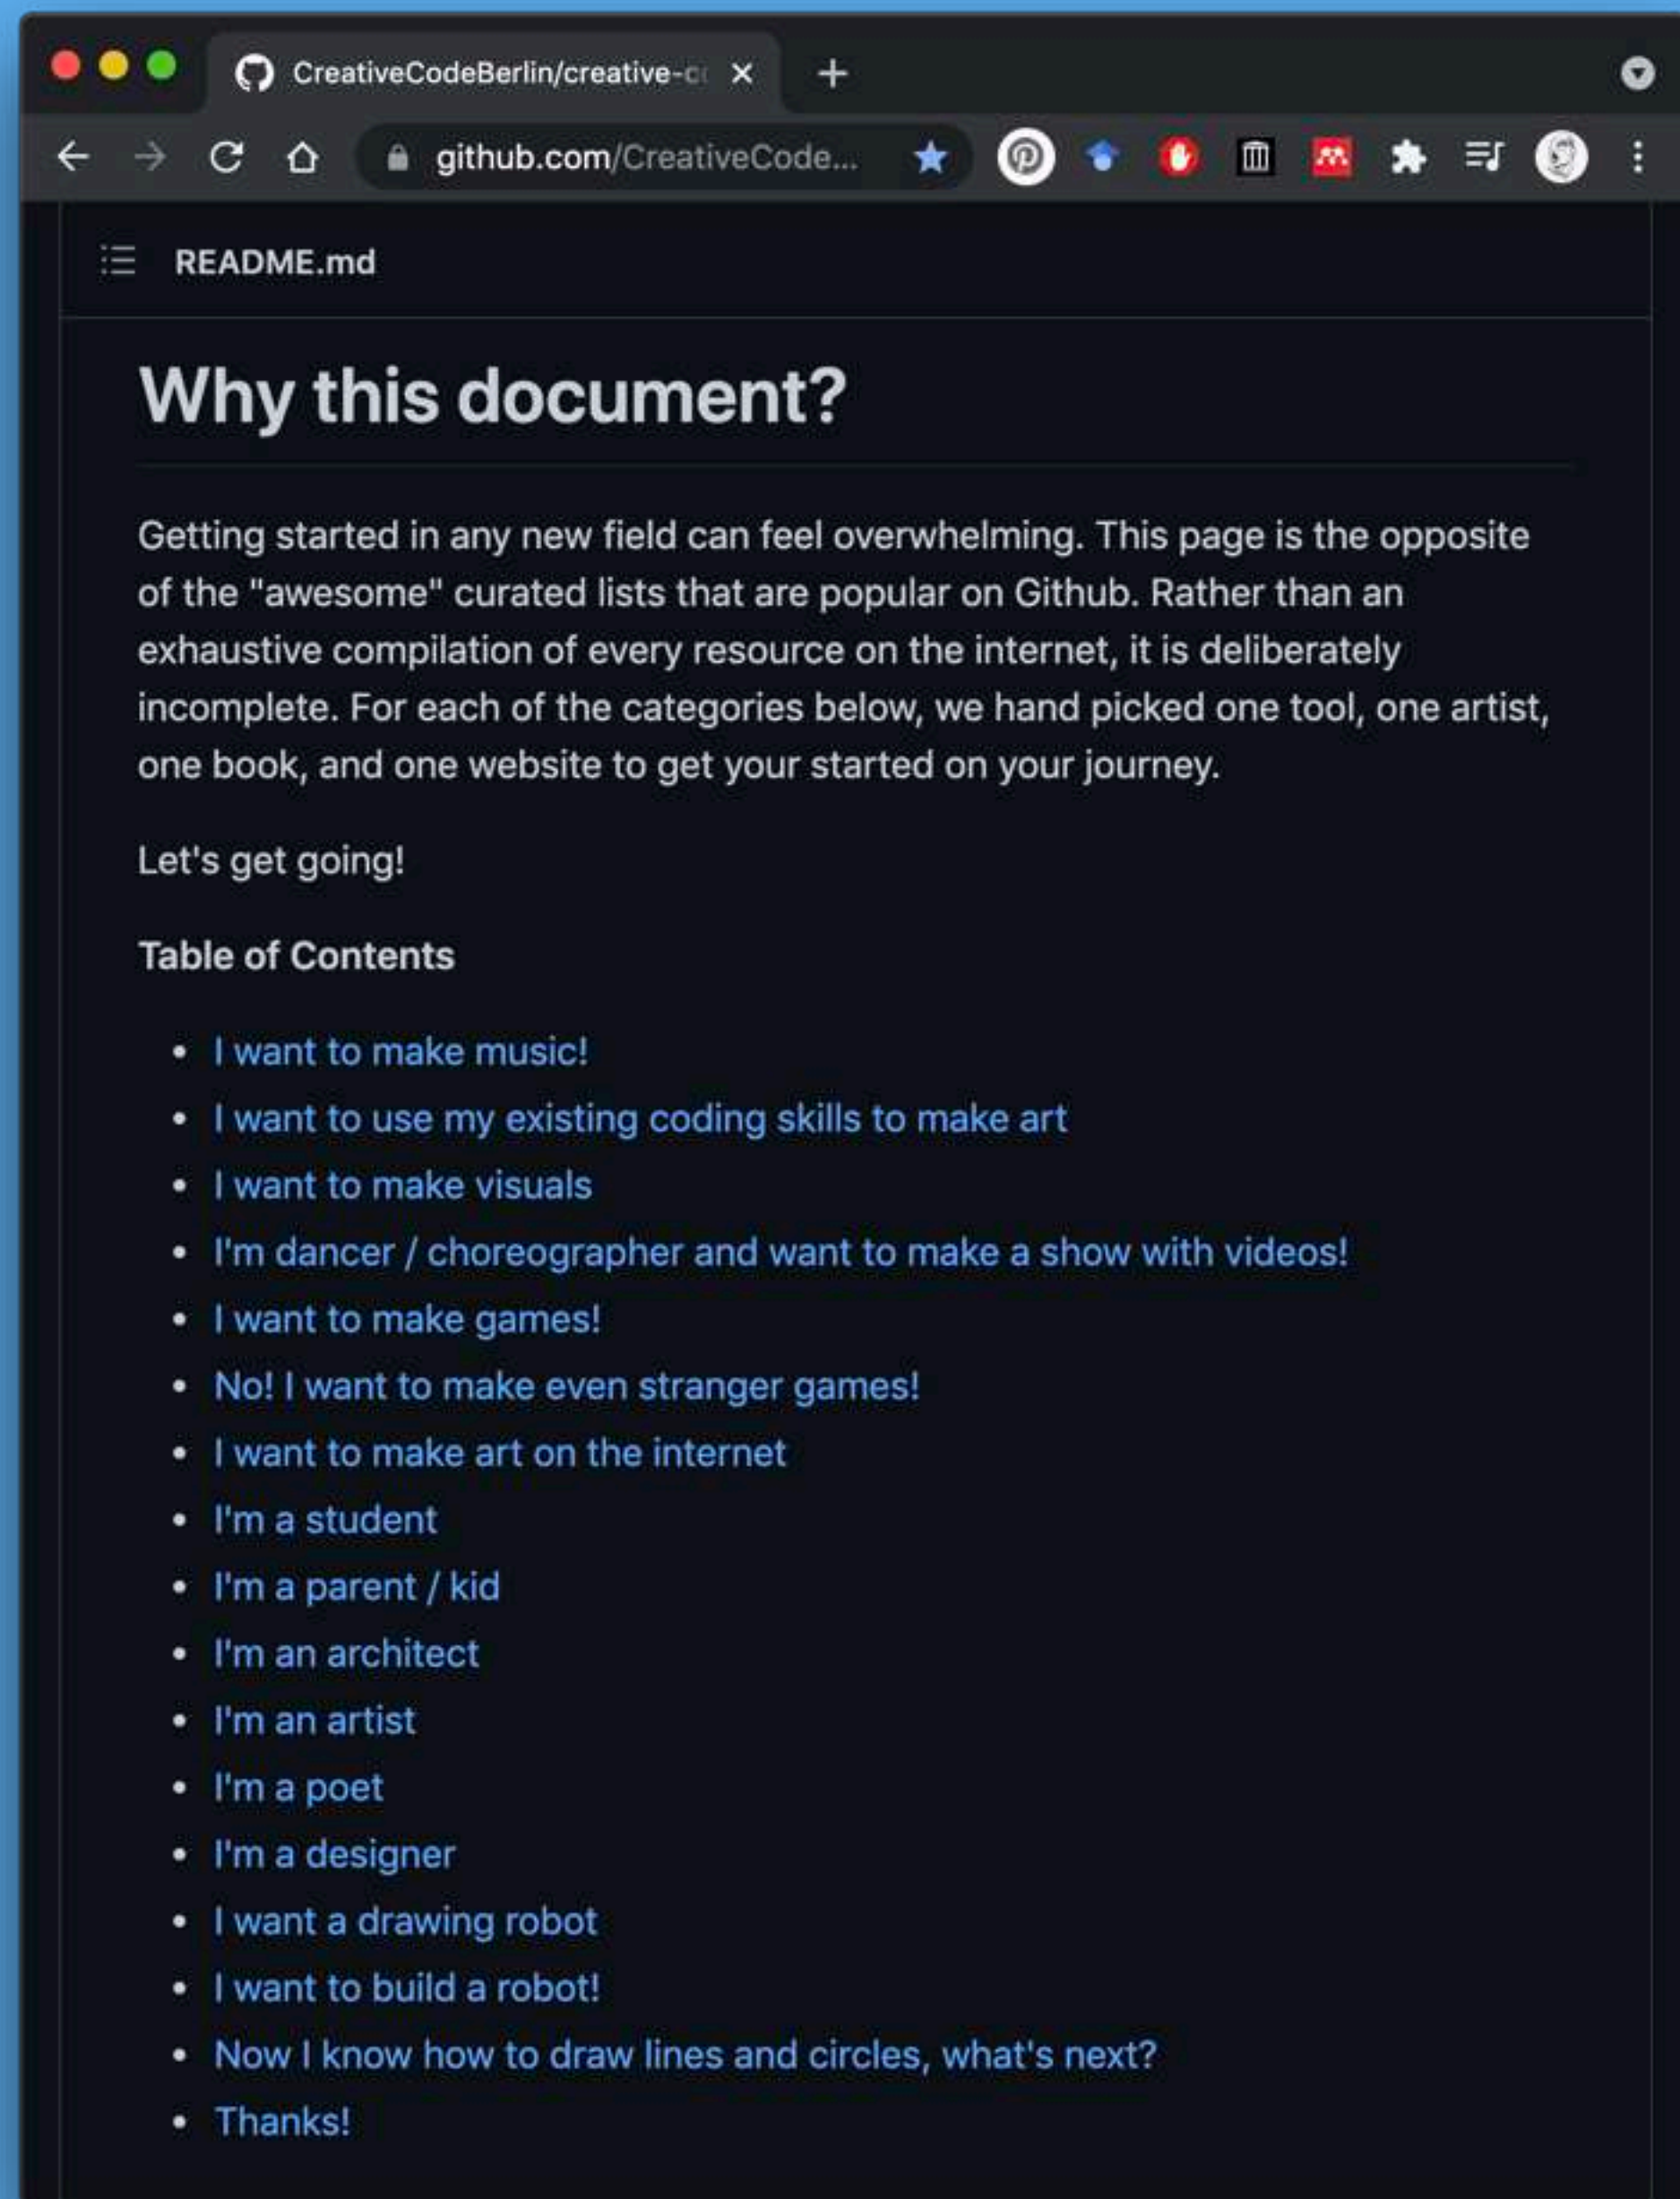 CreativeCodeBerlin/creative-c
github.com/CreativeCode...
README.md
Why this document?
Getting started in any new field can feel overwhelming. This page is the opposite
of the "awesome" curated lists that are popular on Github. Rather than an
exhaustive compilation of every resource on the internet, it is deliberately
incomplete. For each of the categories below, we hand picked one tool, one artist,
one book, and one website to get your started on your journey.
Let's get going!
Table of Contents
• I want to make music!
• I want to use my existing coding skills to make art
• I want to make visuals
• I'm dancer / choreographer and want to make a show with videos!
• I want to make games!
• No! I want to make even stranger games!
• I want to make art on the internet
• I'm a student
• I'm a parent / kid
• I'm an architect
• I'm an artist
• I'm a poet
• I'm a designer
• I want a drawing robot
• I want to build a robot!
• Now I know how to draw lines and circles, what's next?
• Thanks!